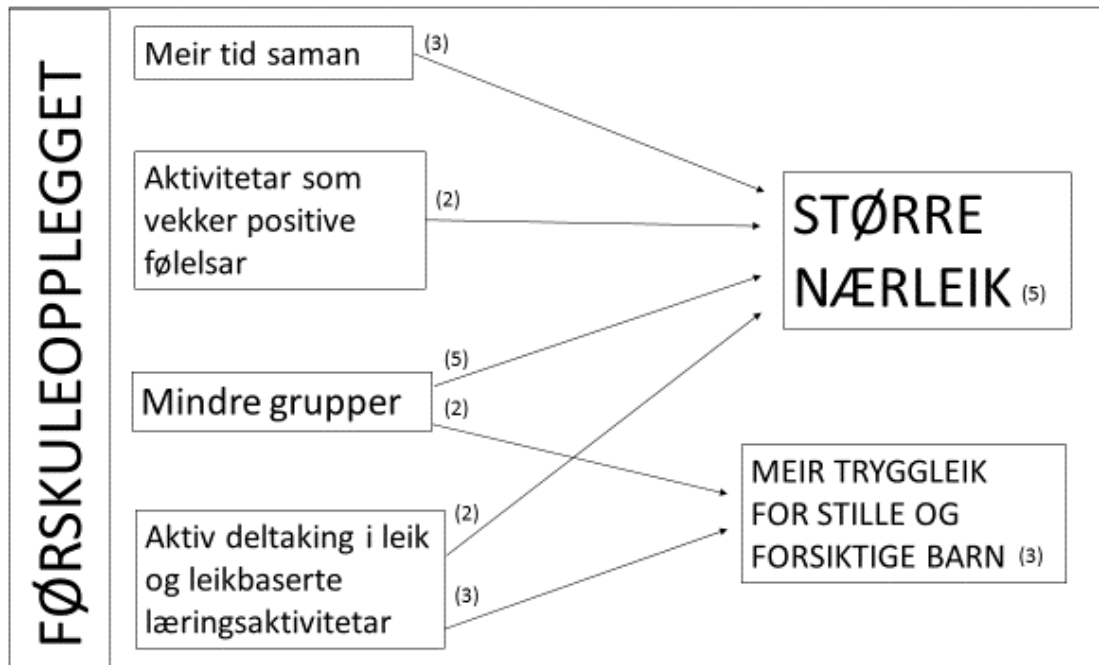 FØRSKULEOPPLEGGET
Meir tid saman
(3)
Aktivitetar som
vekker positive
følelsar
(2)
Mindre grupper
(5)
(2)
Aktiv deltaking i leik
og leikbaserte
læringsaktivitetar
(2)
(3)
STØRRE
NÆRLEIK (5)
MEIR TRYGGLEIK
FOR STILLE OG
FORSIKTIGE BARN (3)